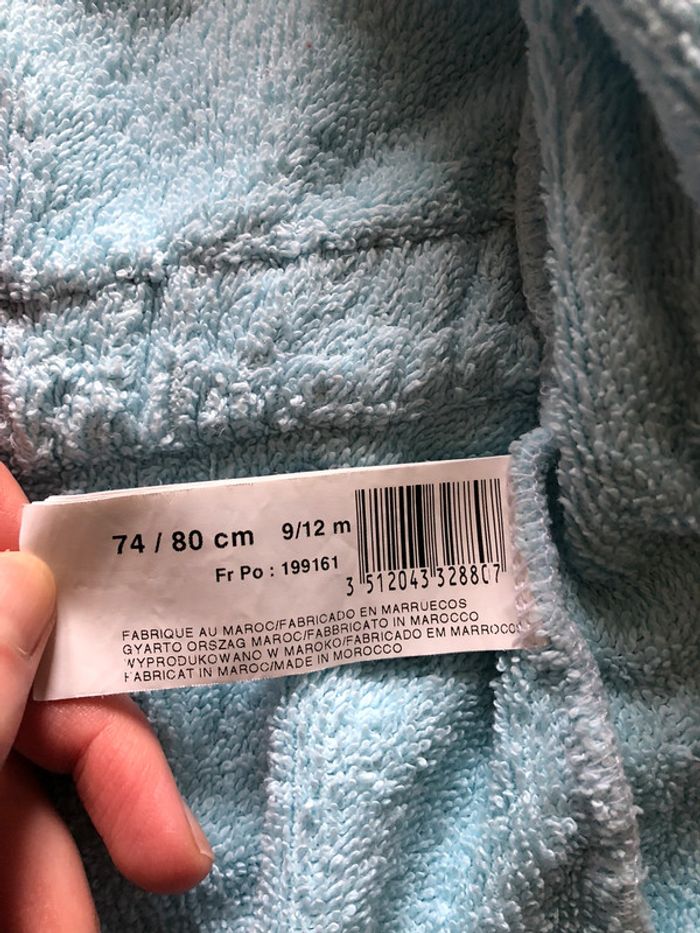 74 / 80 cm 9/12 m
Fr Po : 199161
3 512043 328807
FABRIQUE AU MAROC/FABRICADO EN MARRUECOS
GYARTO ORSZAG MAROC/FABBRICATO IN MAROCCO
WYPRODUKOWANO W MAROKO/FABRICADO EM MARROCOS
FABRICAT IN MAROC/MADE IN MOROCCO